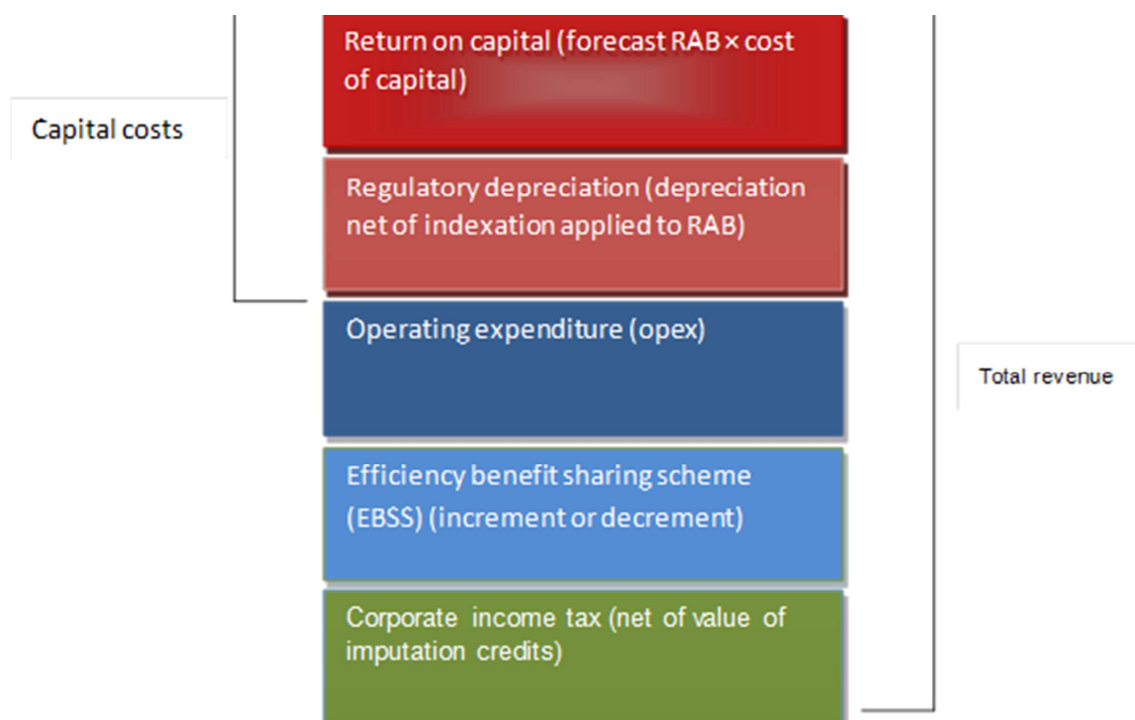 Return on capital (forecast RAB × cost
of capital)
Capital costs
Regulatory depreciation (depreciation
net of indexation applied to RAB)
Operating expenditure (opex)
Total revenue
Efficiency benefit sharing scheme
(EBSS) (increment or decrement)
Corporate income tax (net of value of
imputation credits)